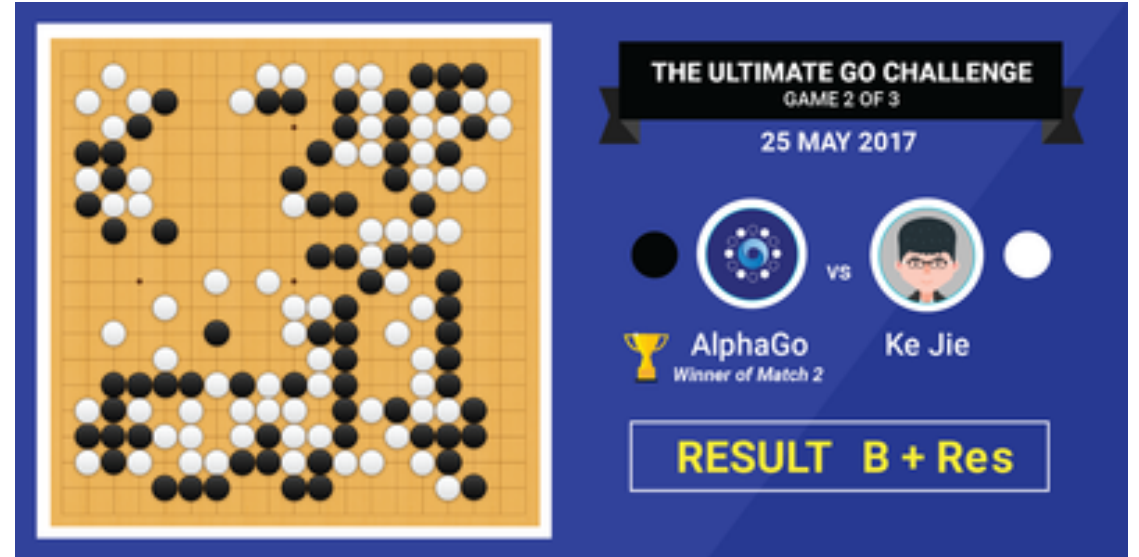 THE ULTIMATE GO CHALLENGE
GAME 2 OF 3
25 MAY 2017
vs
AlphaGo
Ke Jie
Winner of Match 2
RESULT B + Res